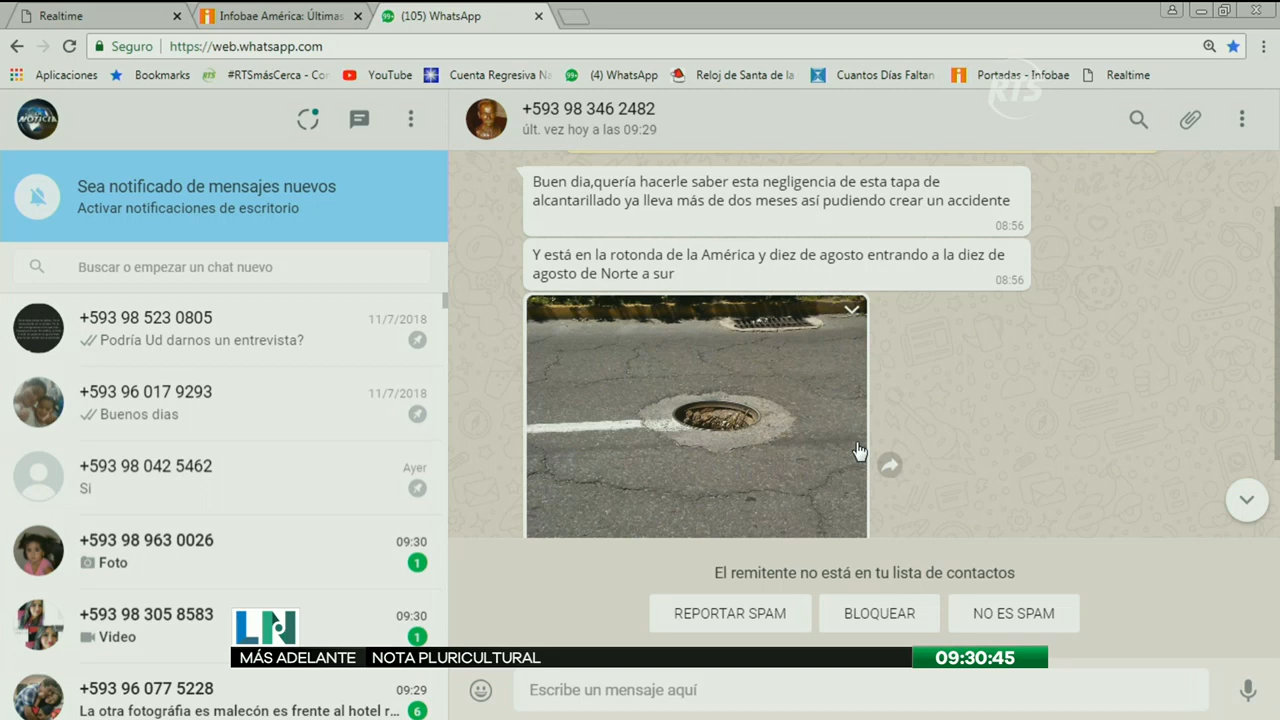 Realtime
Infobae América: Últimas
(105) WhatsApp
Seguro
https://web.whatsapp.com
Aplicaciones
Bookmarks
#RTSmásCerca - Cor
YouTube
Cuenta Regresiva Na
(4) WhatsApp
Reloj de Santa de la
Cuantos Días Faltan
Portadas - Infobae
Realtime
RTS
NOTICIA
+593 98 346 2482
últ. vez hoy a las 09:29
Sea notificado de mensajes nuevos
Activar notificaciones de escritorio
Buscar o empezar un chat nuevo
+593 98 523 0805
11/7/2018
Podría Ud darnos un entrevista?
+593 96 017 9293
11/7/2018
Buenos dias
+593 98 042 5462
Ayer
Si
+593 98 963 0026
09:30
Foto
1
+593 98 305 8583
09:30
Video
1
+593 96 077 5228
09:29
La otra fotográfia es malecón es frente al hotel r...
6
Buen dia,quería hacerle saber esta negligencia de esta tapa de
alcantarillado ya lleva más de dos meses así pudiendo crear un accidente
08:56
Y está en la rotonda de la América y diez de agosto entrando a la diez de
agosto de Norte a sur
08:56
El remitente no está en tu lista de contactos
REPORTAR SPAM
BLOQUEAR
NO ES SPAM
Escribe un mensaje aquí
LN
MÁS ADELANTE
NOTA PLURICULTURAL
09:30:45